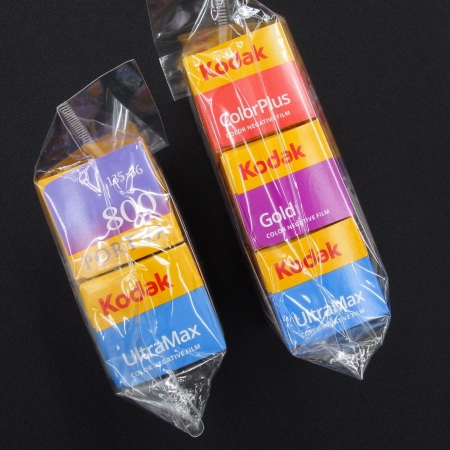 135-36
800
PORT
Kodak
UltraMax
COLOR NEGATIVE FILM
Kodak
ColorPlus
COLOR NEGATIVE FILM
Kodak
Gold
COLOR NEGATIVE FILM
Kodak
UltraMax
COLOR NEGATIVE FILM